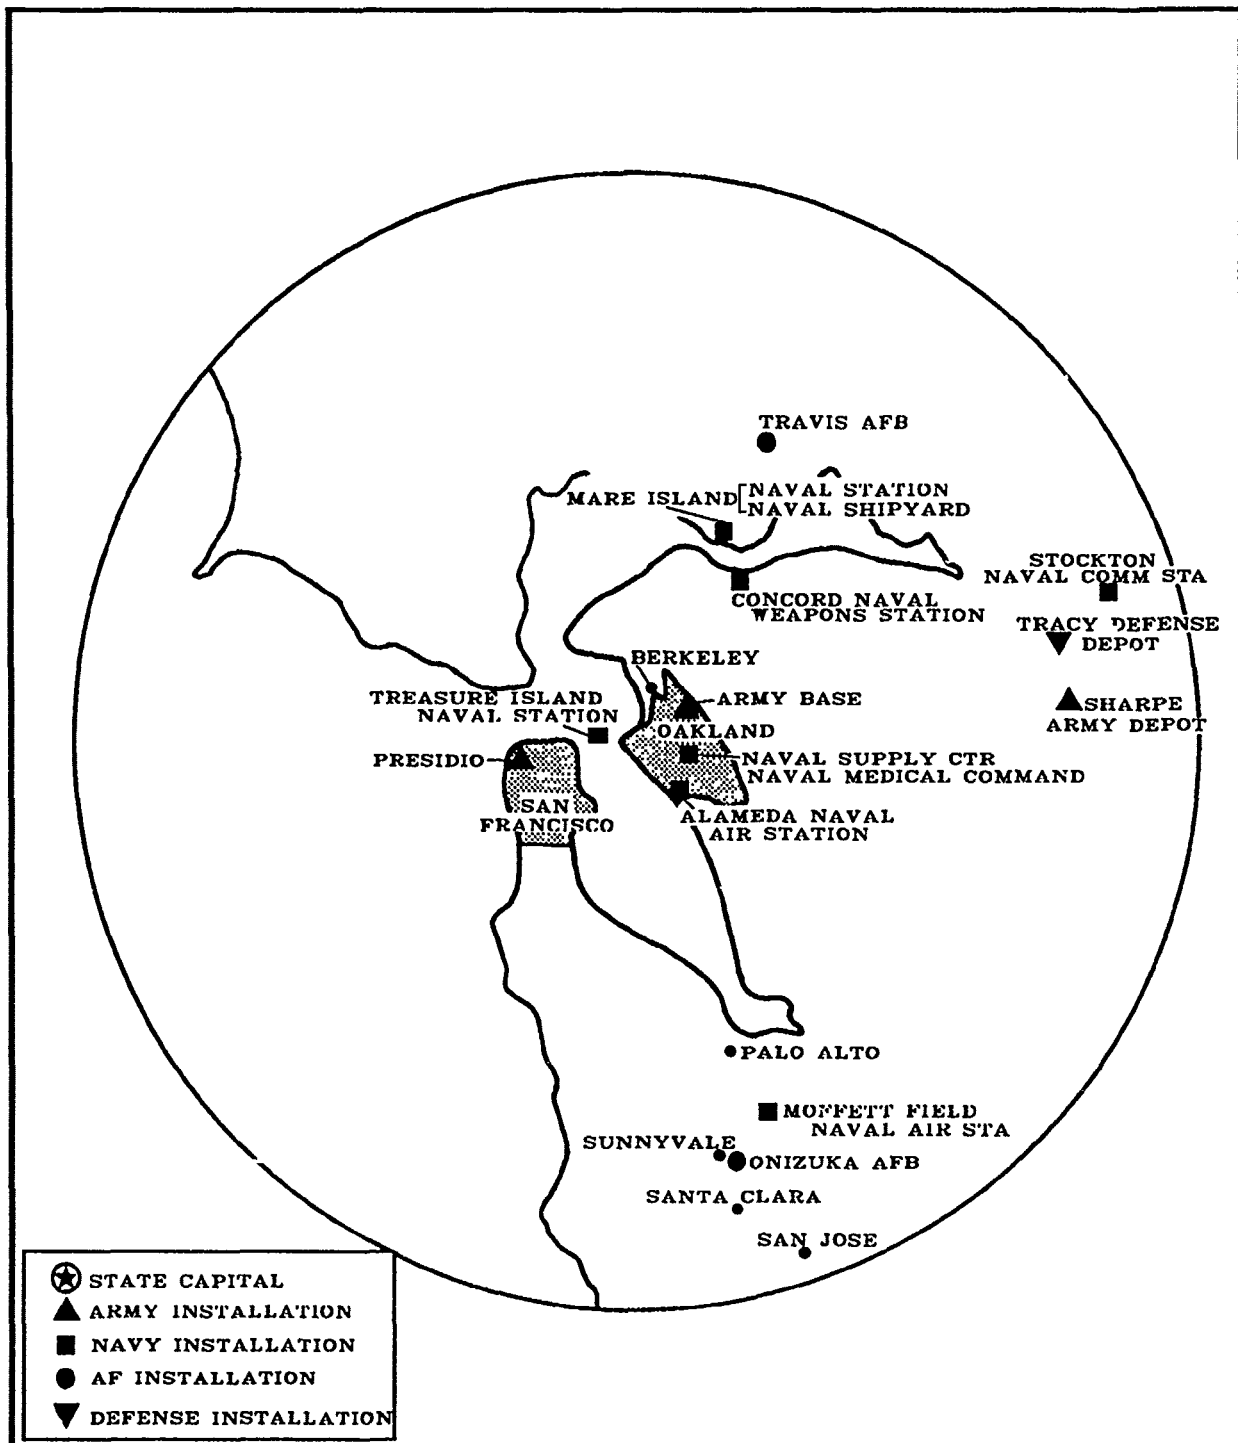 TRAVIS AFB
MARE ISLAND
NAVAL STATION
NAVAL SHIPYARD
STOCKTON
NAVAL COMM STA
CONCORD NAVAL
WEAPONS STATION
TRACY DEFENSE
DEPOT
BERKELEY
TREASURE ISLAND
NAVAL STATION
ARMY BASE
SHARPE
ARMY DEPOT
OAKLAND
PRESIDIO
NAVAL SUPPLY CTR
NAVAL MEDICAL COMMAND
SAN
FRANCISCO
ALAMEDA NAVAL
AIR STATION
PALO ALTO
MOFFETT FIELD
NAVAL AIR STA
SUNNYVALE
ONIZUKA AFB
SANTA CLARA
SAN JOSE
STATE CAPITAL
ARMY INSTALLATION
NAVY INSTALLATION
AF INSTALLATION
DEFENSE INSTALLATION